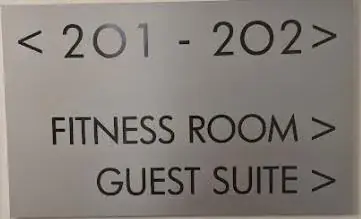 < 201 - 202 >
FITNESS ROOM >
GUEST SUITE >